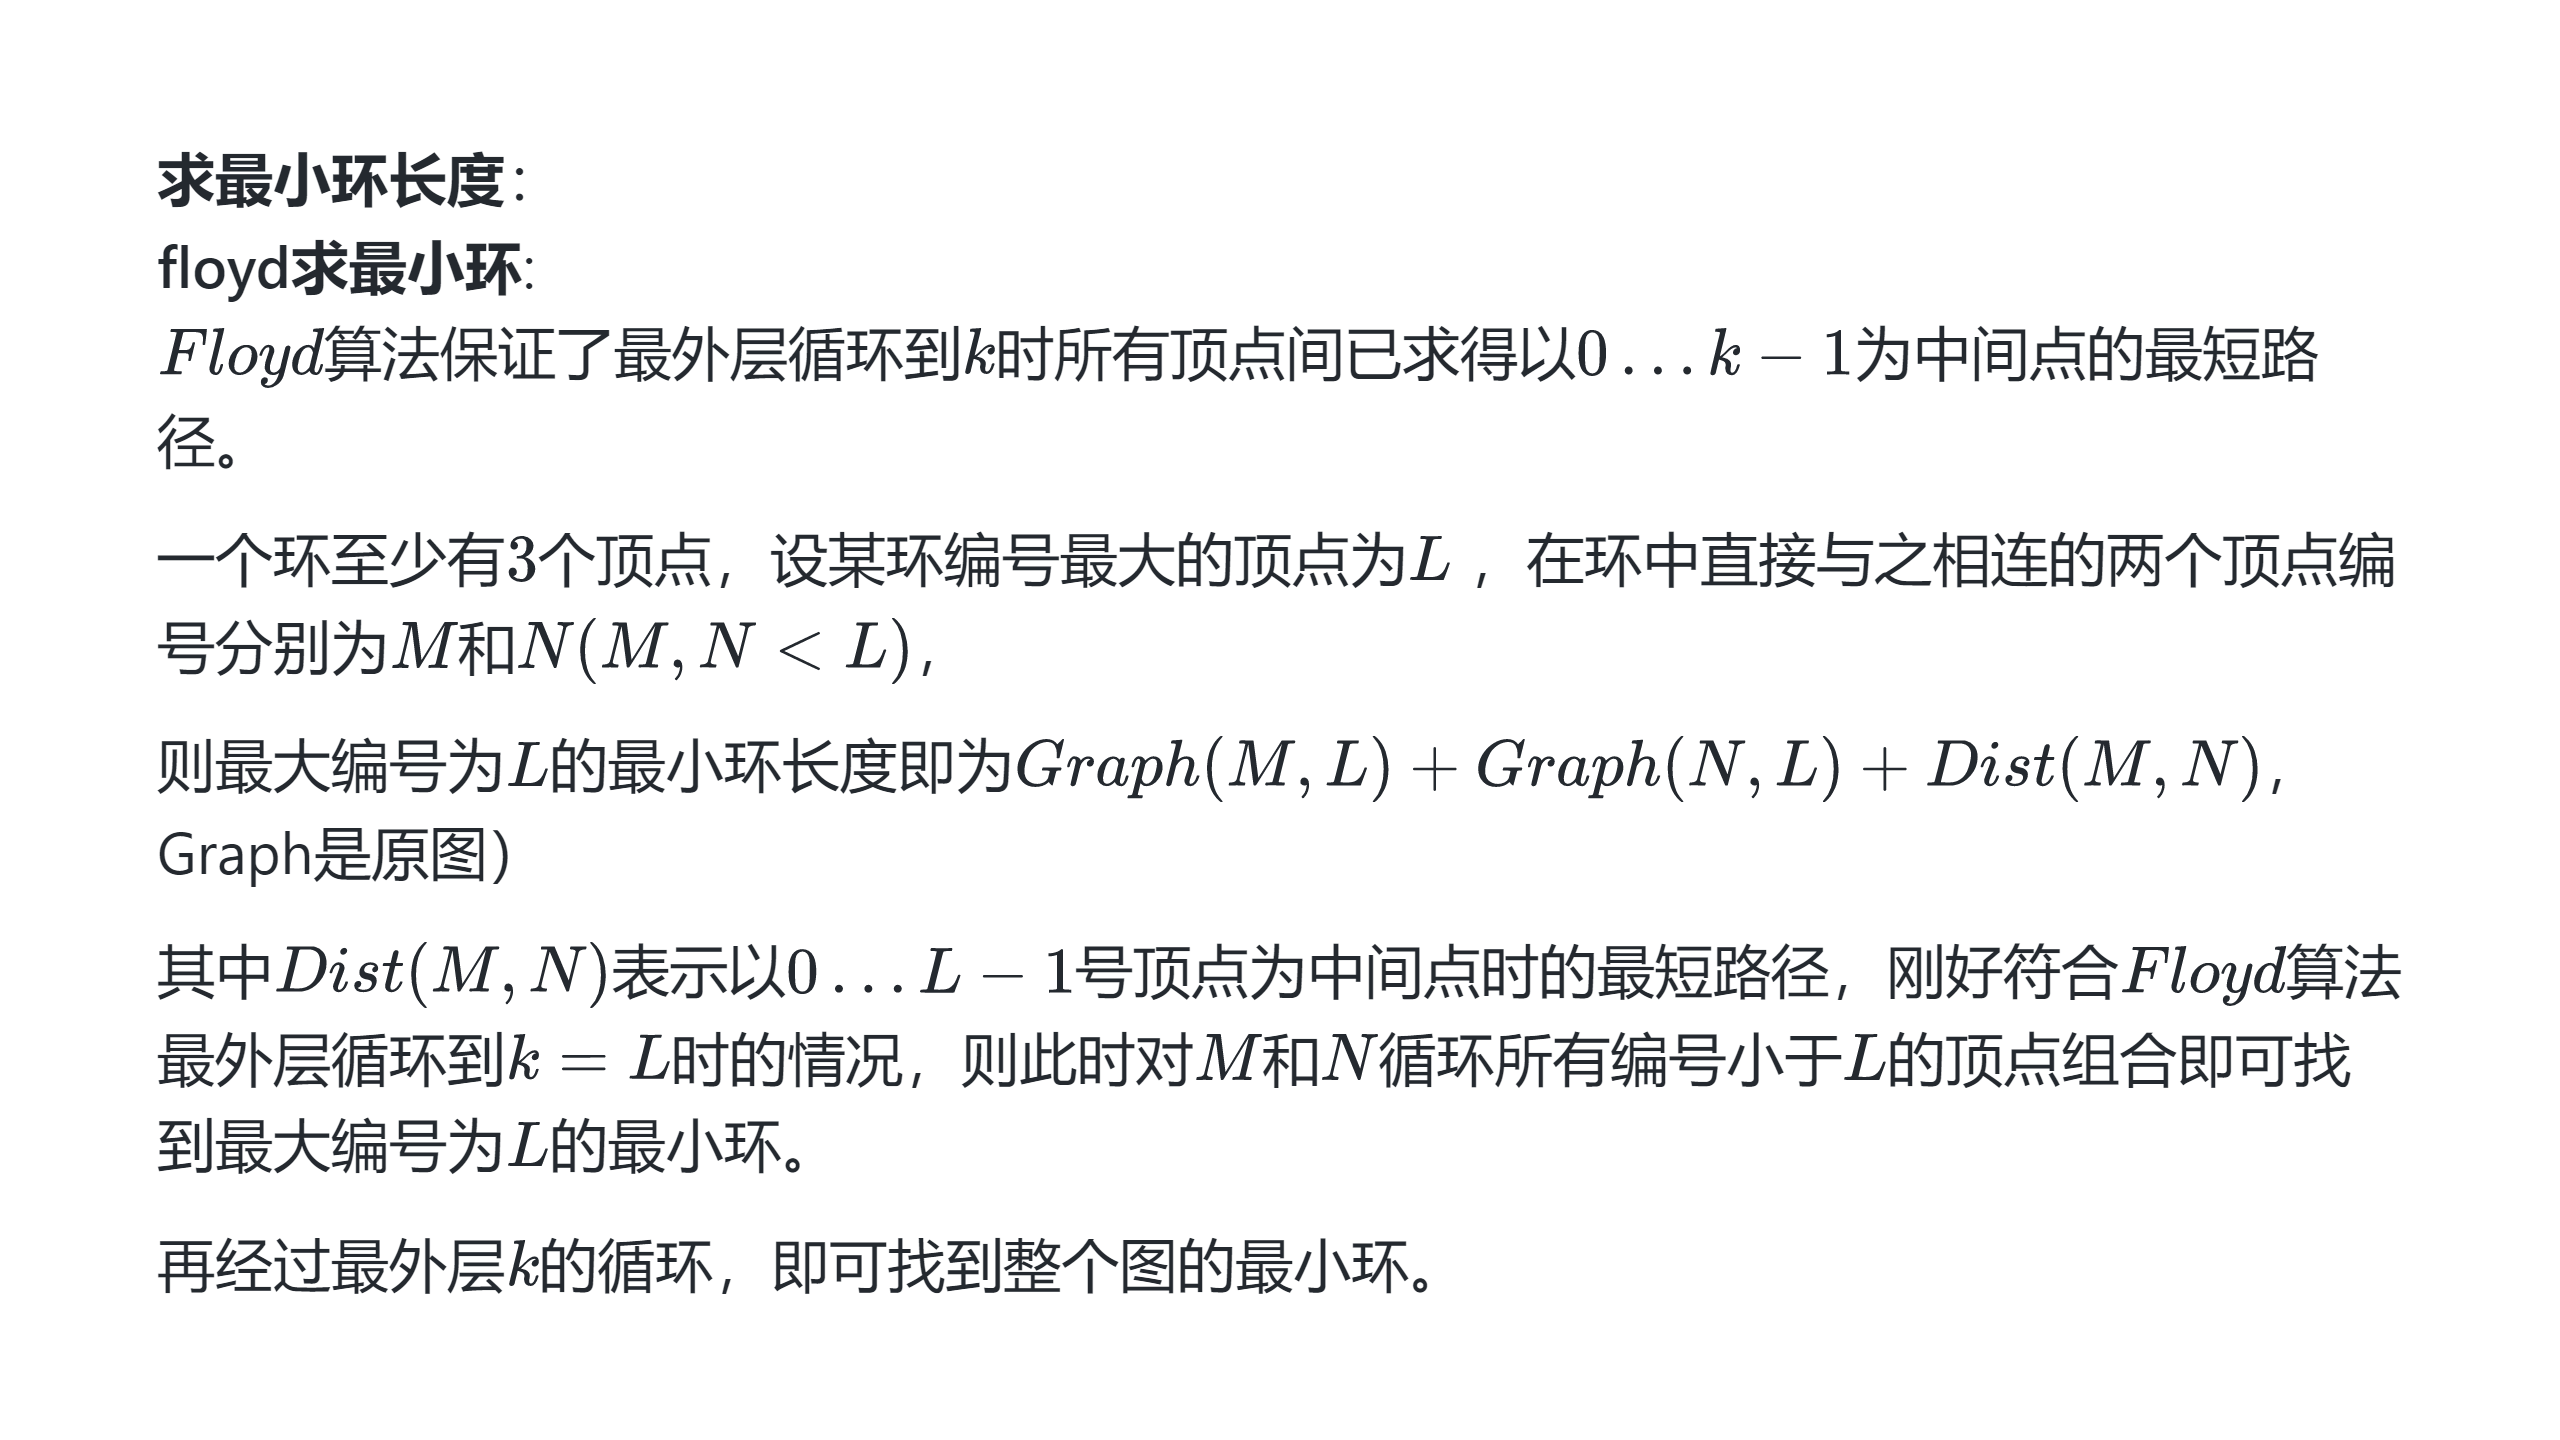 求最小环长度：
floyd求最小环:
Floyd算法保证了最外层循环到k时所有顶点间已求得以0…k − 1为中间点的最短路
径。
一个环至少有3个顶点，设某环编号最大的顶点为L ，在环中直接与之相连的两个顶点编
号分别为M和N(M, N < L)，
则最大编号为L的最小环长度即为Graph(M, L) + Graph(N, L) + Dist(M, N)，
Graph是原图）
其中Dist(M, N)表示以0…L − 1号顶点为中间点时的最短路径，刚好符合Floyd算法
最外层循环到k = L时的情况，则此时对M和N循环所有编号小于L的顶点组合即可找
到最大编号为L的最小环。
再经过最外层k的循环，即可找到整个图的最小环。